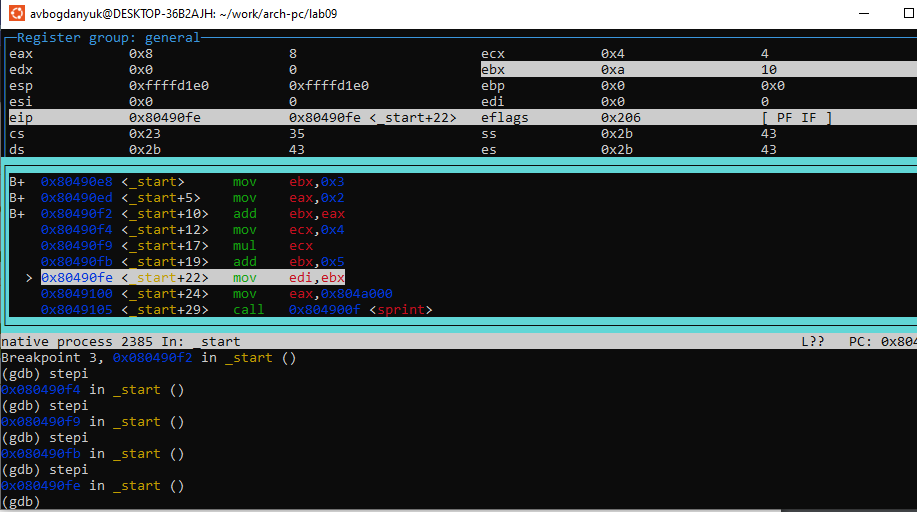 avbogdanyuk@DESKTOP-36B2AJH: ~/work/arch-pc/lab09
Register group: general
eax 0x8 8 ecx 0x4 4
edx 0x0 0 ebx 0xa 10
esp 0xffffd1e0 0xffffd1e0 ebp 0x0 0x0
esi 0x0 0 edi 0x0 0
eip 0x80490fe 0x80490fe <_start+22> eflags 0x206 [ PF IF ]
cs 0x23 35 ss 0x2b 43
ds 0x2b 43 es 0x2b 43
B+ 0x80490e8 <_start> mov ebx,0x3
B+ 0x80490ed <_start+5> mov eax,0x2
B+ 0x80490f2 <_start+10> add ebx,eax
0x80490f4 <_start+12> mov ecx,0x4
0x80490f9 <_start+17> mul ecx
0x80490fb <_start+19> add ebx,0x5
> 0x80490fe <_start+22> mov edi,ebx
0x8049100 <_start+24> mov eax,0x804a000
0x8049105 <_start+29> call 0x804900f <sprint>
native process 2385 In: _start L?? PC: 0x804
Breakpoint 3, 0x080490f2 in _start ()
(gdb) stepi
0x080490f4 in _start ()
(gdb) stepi
0x080490f9 in _start ()
(gdb) stepi
0x080490fb in _start ()
(gdb) stepi
0x080490fe in _start ()
(gdb)